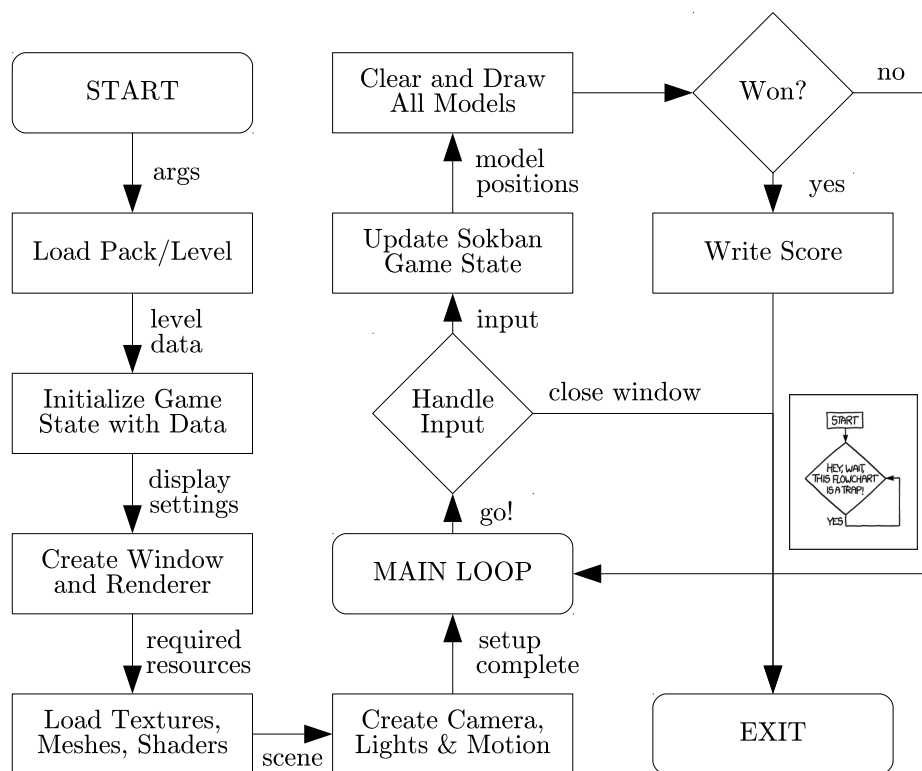 START
args
Load Pack/Level
level
data
Initialize Game
State with Data
display
settings
Create Window
and Renderer
required
resources
Load Textures,
Meshes, Shaders
scene
Create Camera,
Lights & Motion
setup
complete
MAIN LOOP
go!
Handle
Input
close window
input
Update Sokban
Game State
model
positions
Clear and Draw
All Models
Won?
no
yes
Write Score
EXIT
START
HEY, WAIT,
THIS FLOWCHART
IS A TRAP!
YES